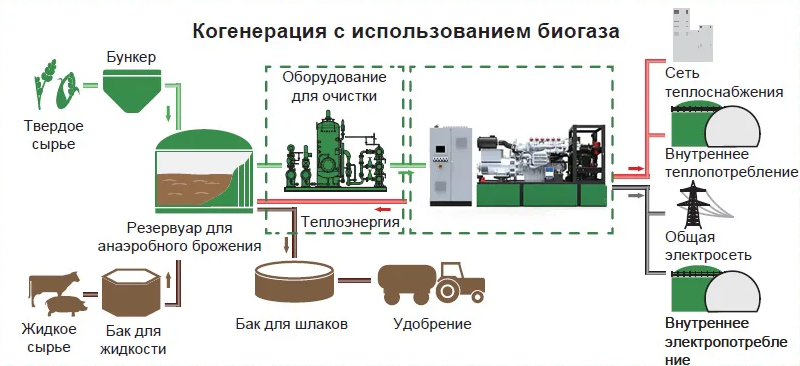 Когенерация с использованием биогаза
Бункер
Твердое
сырье
Оборудование
для очистки
Сеть
теплоснабжения
Внутреннее
теплопотребление
Теплоэнергия
Резервуар для
анаэробного брожения
Общая
электросеть
Жидкое
сырье
Бак для
жидкости
Бак для шлаков
Удобрение
Внутреннее
электропотребле
ние